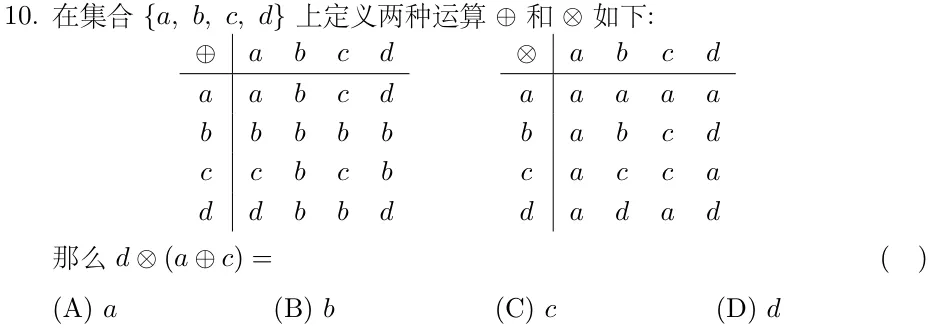 10. 在集合 {a, b, c, d} 上定义两种运算 ⊕ 和 ⊗ 如下:
⊕ a b c d ⊗ a b c d
a a b c d a a a a a
b b b b b b a b c d
c c b c b c a c c a
d d b b d d a d a d
那么 d ⊗ (a ⊕ c) = ( )
(A) a (B) b (C) c (D) d